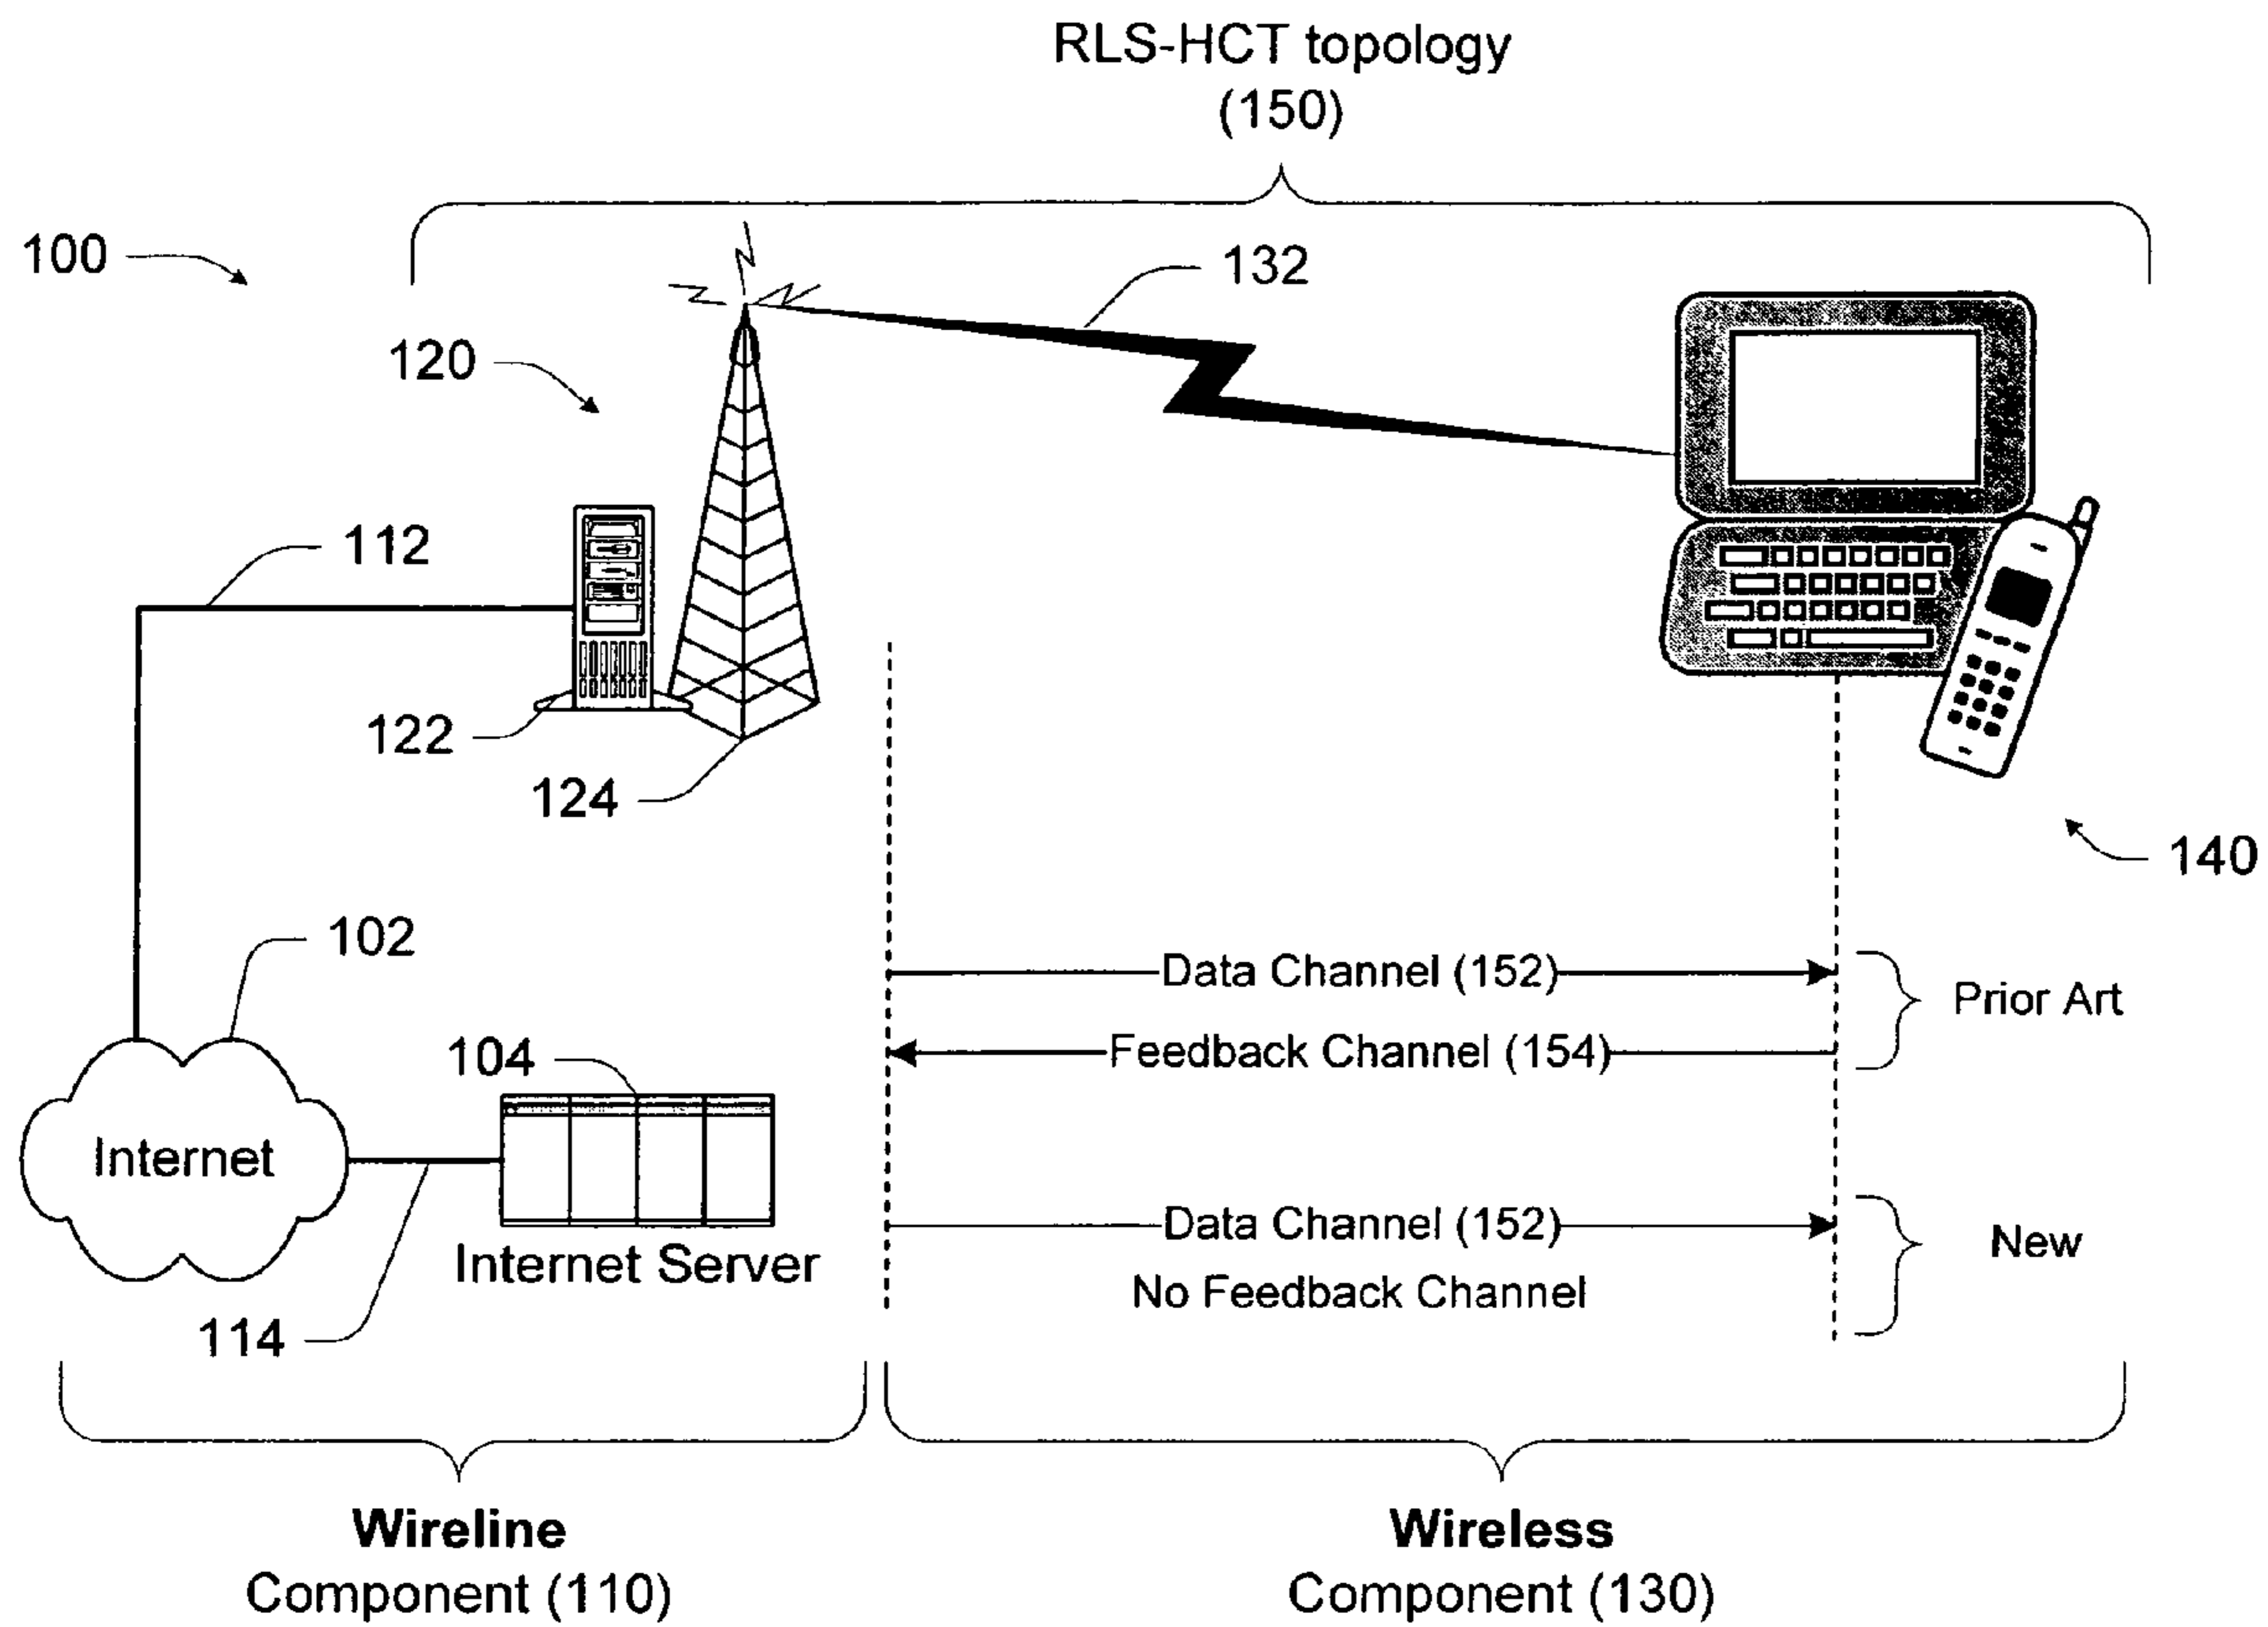 RLS-HCT topology
(150)
100
132
120
112
122
124
140
102
Data Channel (152)
Prior Art
Feedback Channel (154)
104
Internet
Data Channel (152)
New
Internet Server
No Feedback Channel
114
Wireline
Component (110)
Wireless
Component (130)